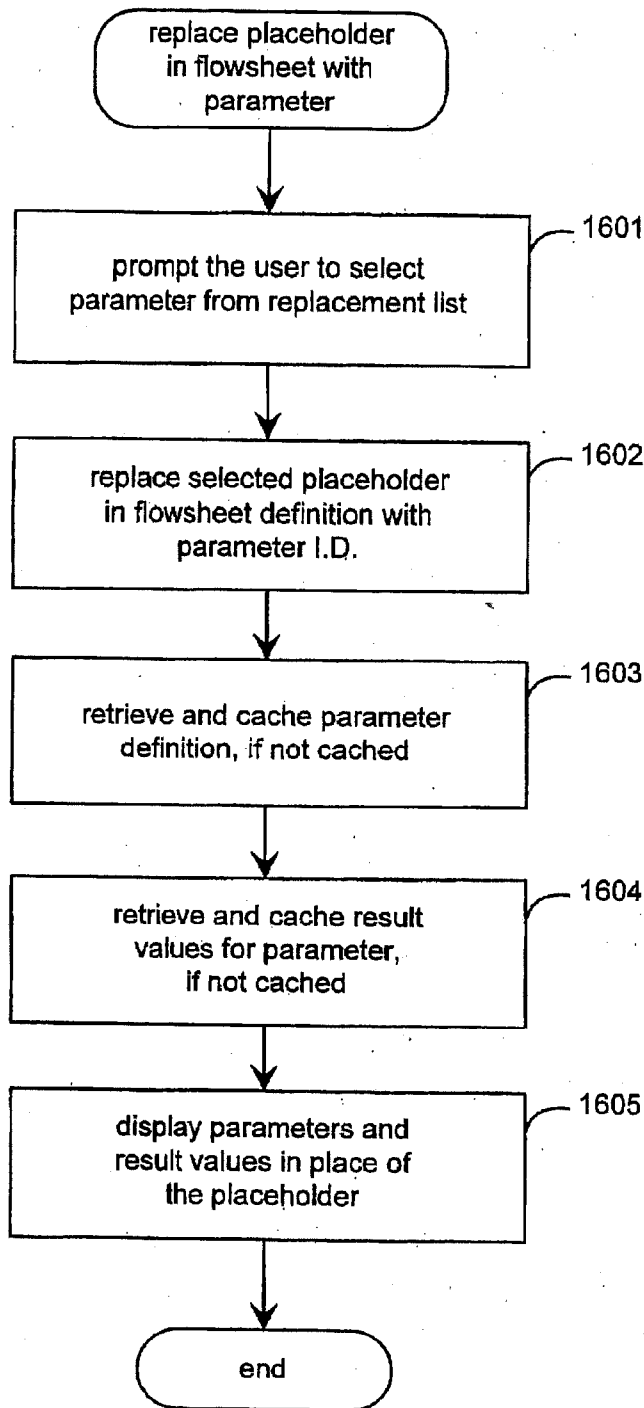 replace placeholder
in flowsheet with
parameter
1601
prompt the user to select
parameter from replacement list
1602
replace selected placeholder
in flowsheet definition with
parameter I.D.
1603
retrieve and cache parameter
definition, if not cached
1604
retrieve and cache result
values for parameter,
if not cached
1605
display parameters and
result values in place of
the placeholder
end